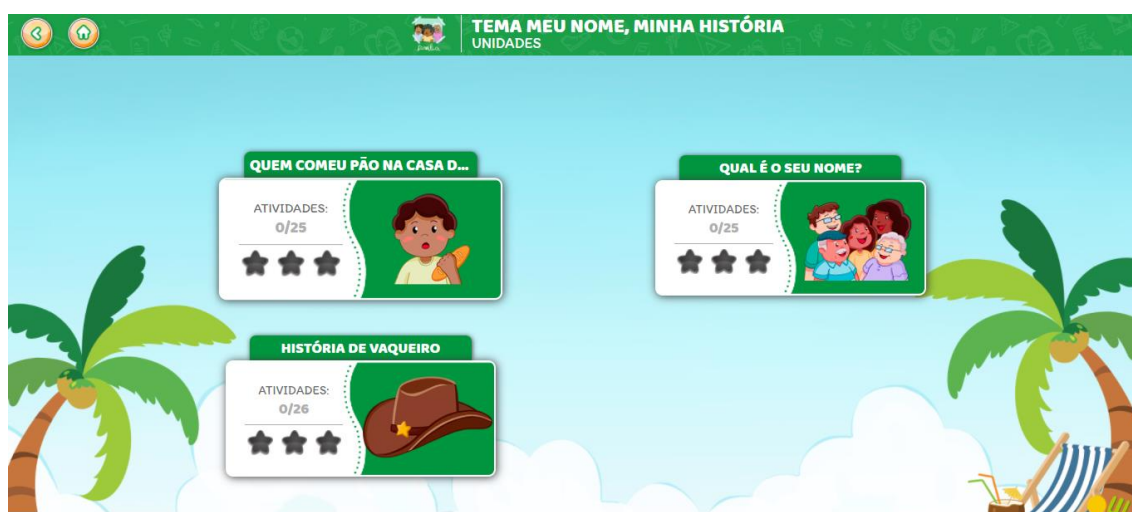 TEMA MEU NOME, MINHA HISTÓRIA
UNIDADES
QUEM COMEU PÃO NA CASA D...
ATIVIDADES:
0/25
QUAL É O SEU NOME?
ATIVIDADES:
0/25
HISTÓRIA DE VAQUEIRO
ATIVIDADES:
0/26